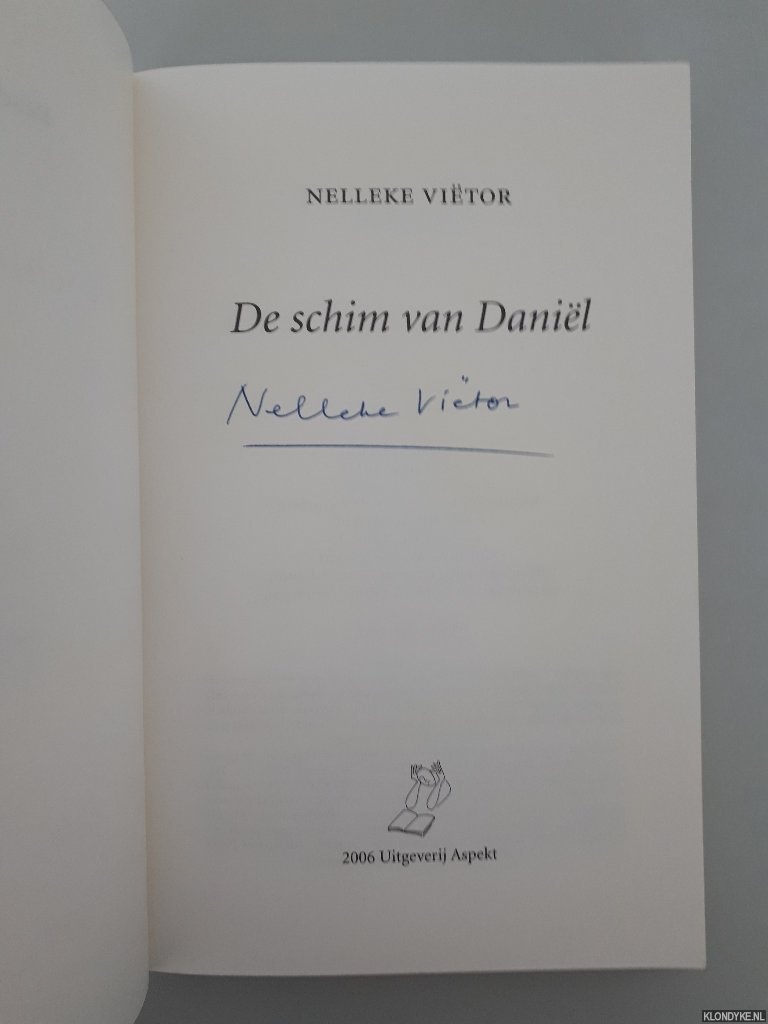 NELLEKE VIËTOR
De schim van Daniël
Nelleke Viëtor
2006 Uitgeverij Aspekt
KLONDYKE.NL